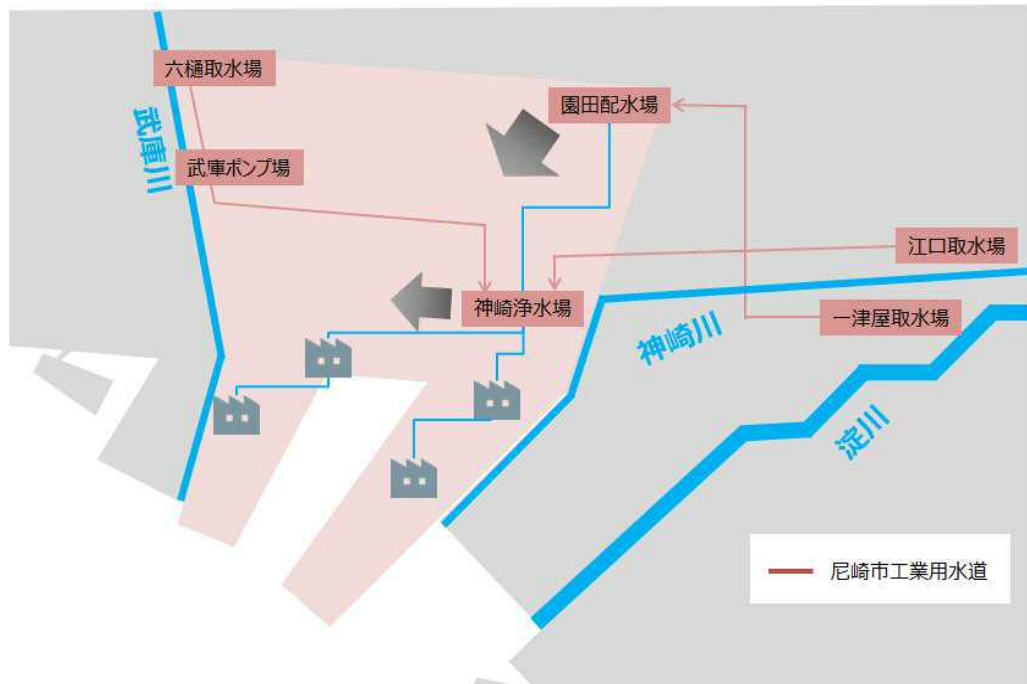 六樋取水場
園田配水場
武庫川
武庫ポンプ場
江口取水場
神崎浄水場
一津屋取水場
神崎川
淀川
尼崎市工業用水道